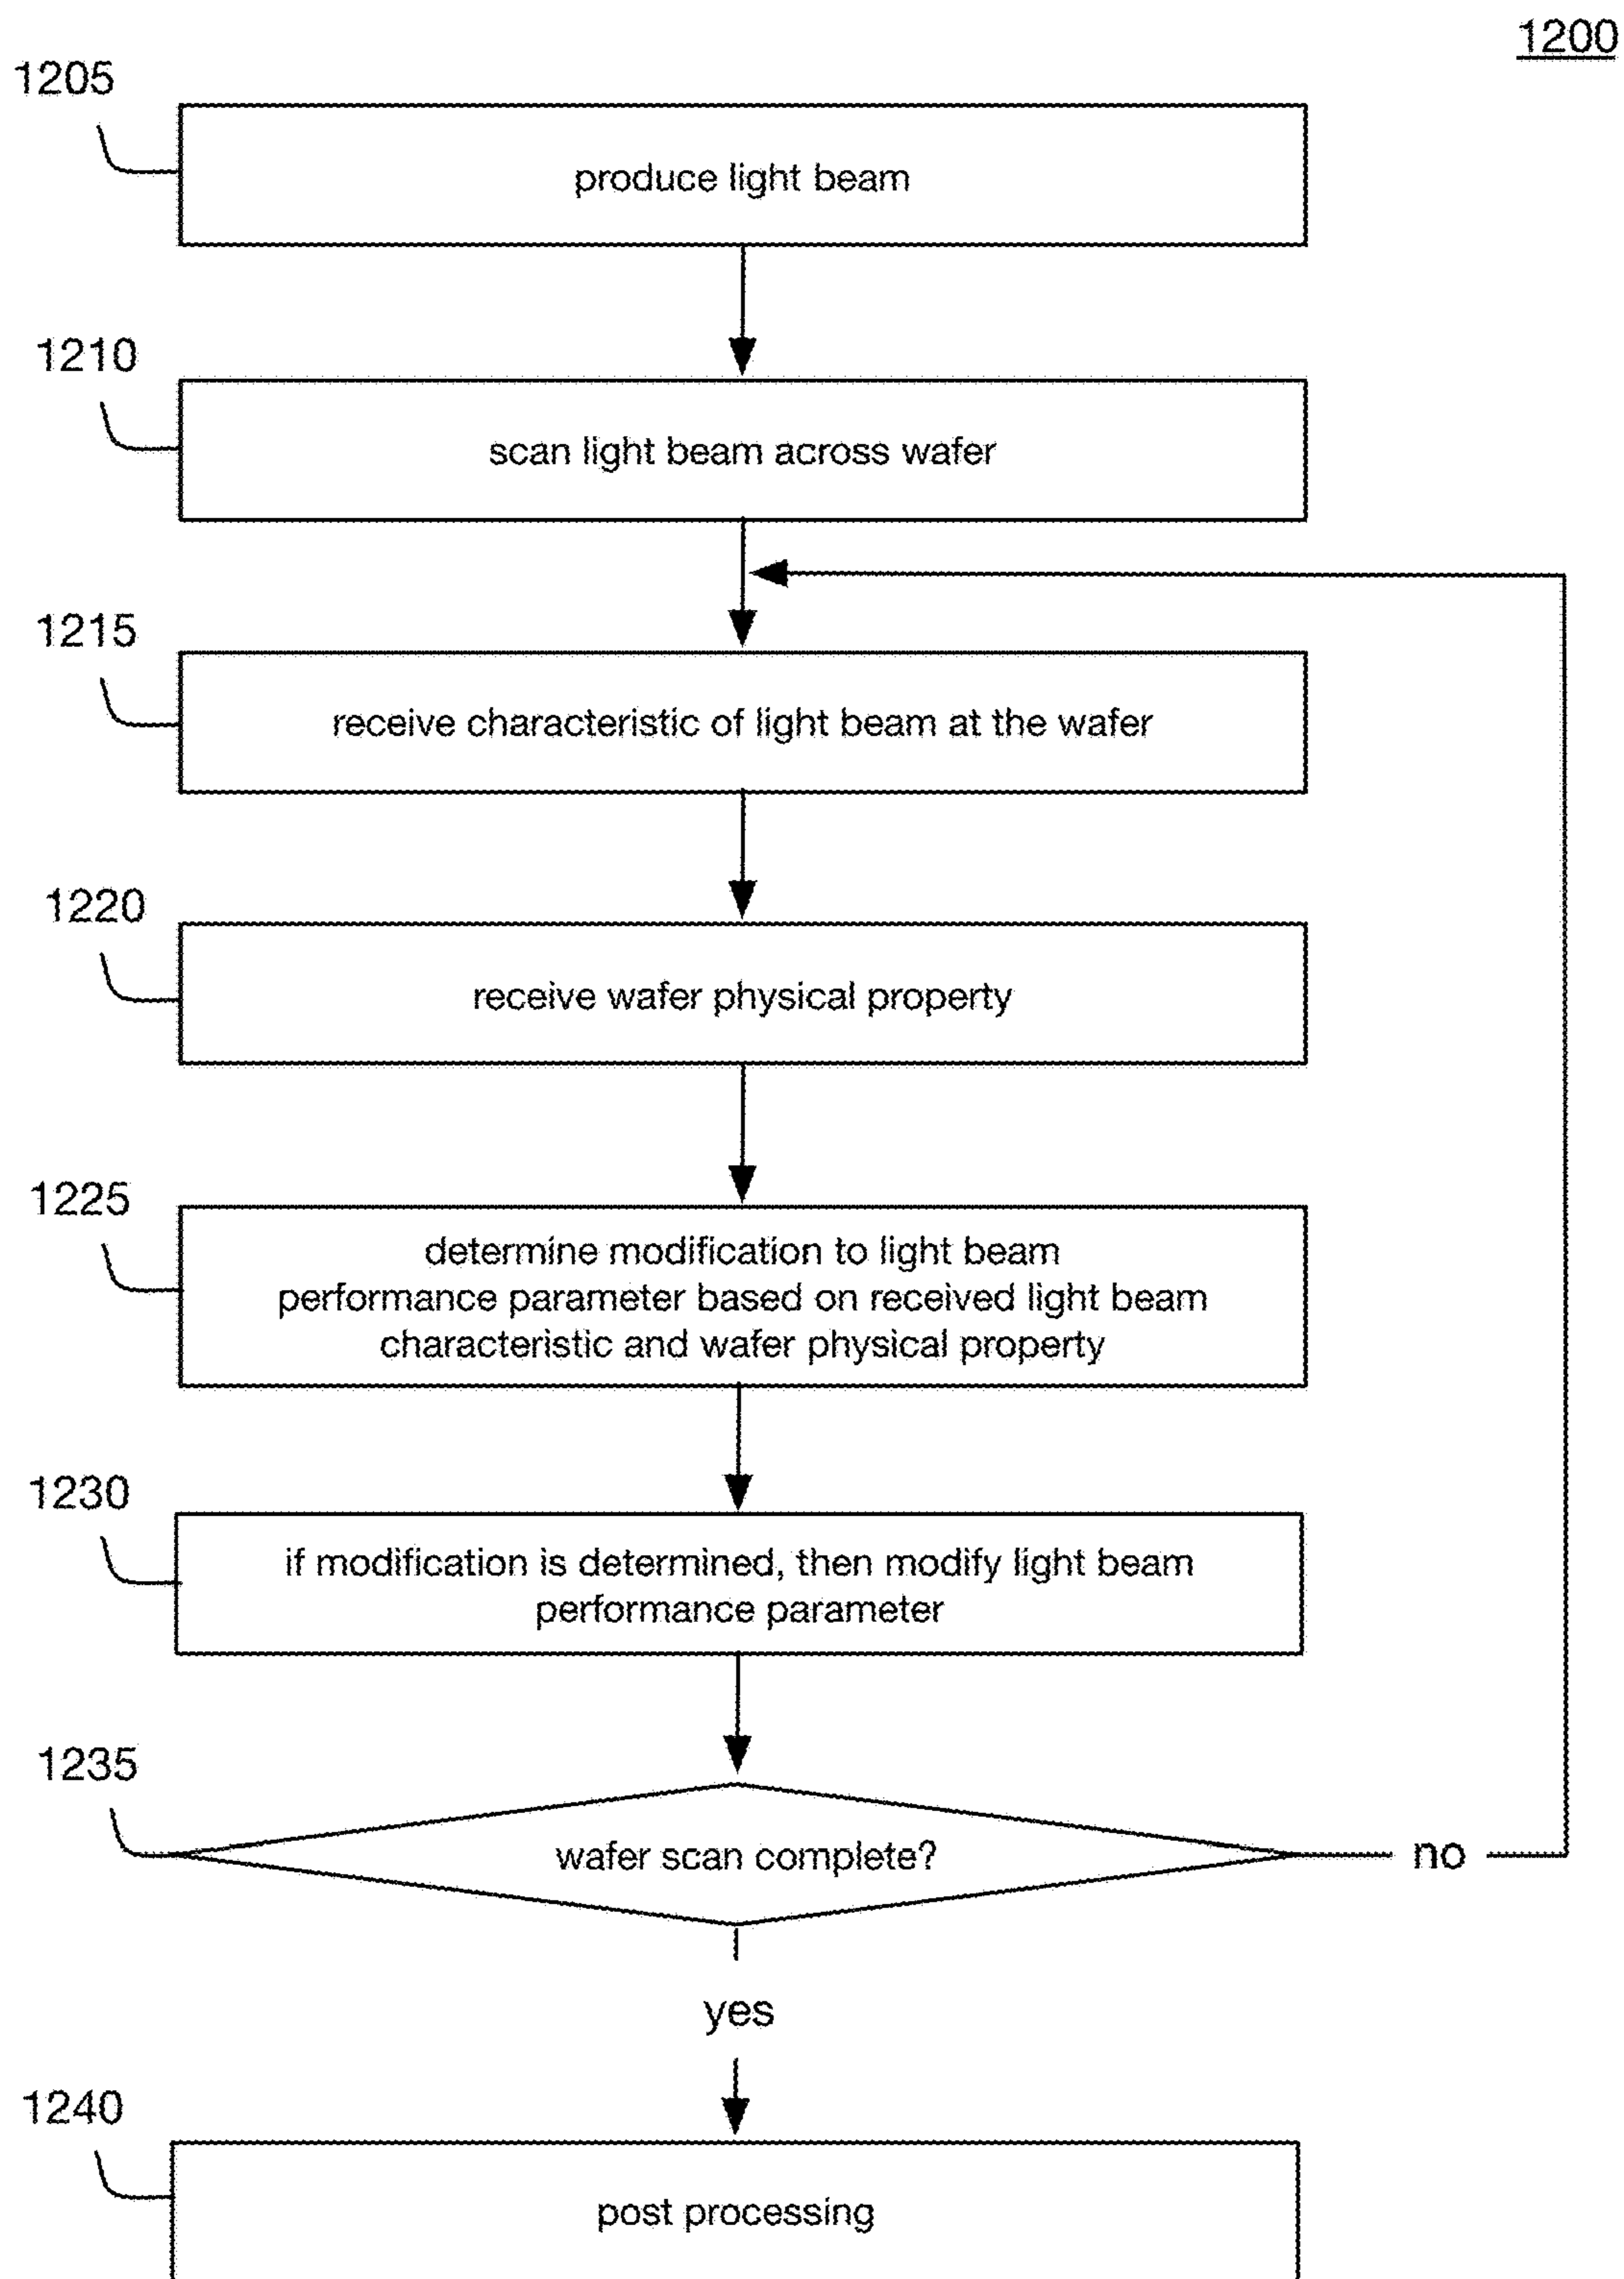 1200
1205
produce light beam
1210
scan light beam across wafer
1215
receive characteristic of light beam at the wafer
1220
receive wafer physical property
1225
determine modification to light beam
performance parameter based on received light beam
characteristic and wafer physical property
1230
if modification is determined, then modify light beam
performance parameter
1235
wafer scan complete?
no
yes
1240
post processing